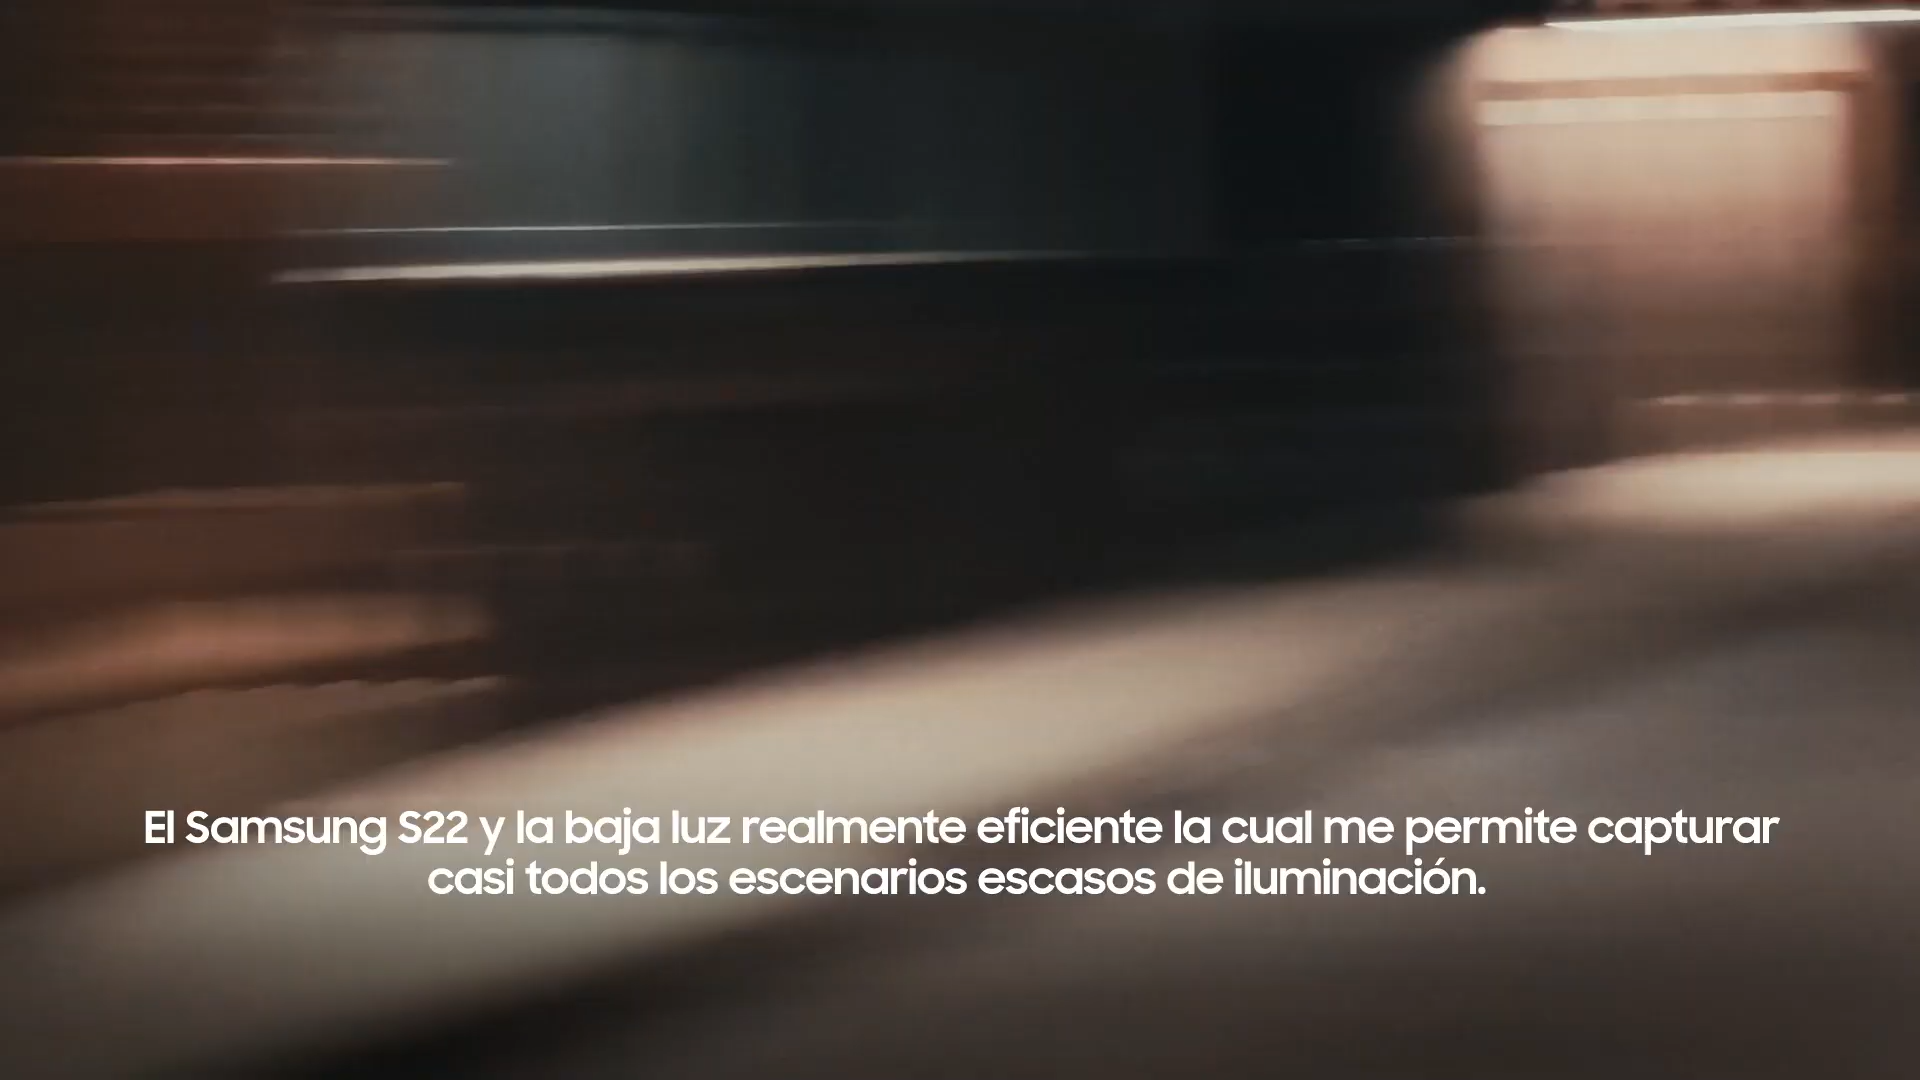 El Samsung S22 y la baja luz realmente eficiente la cual me permite capturar
casi todos los escenarios escasos de iluminación.